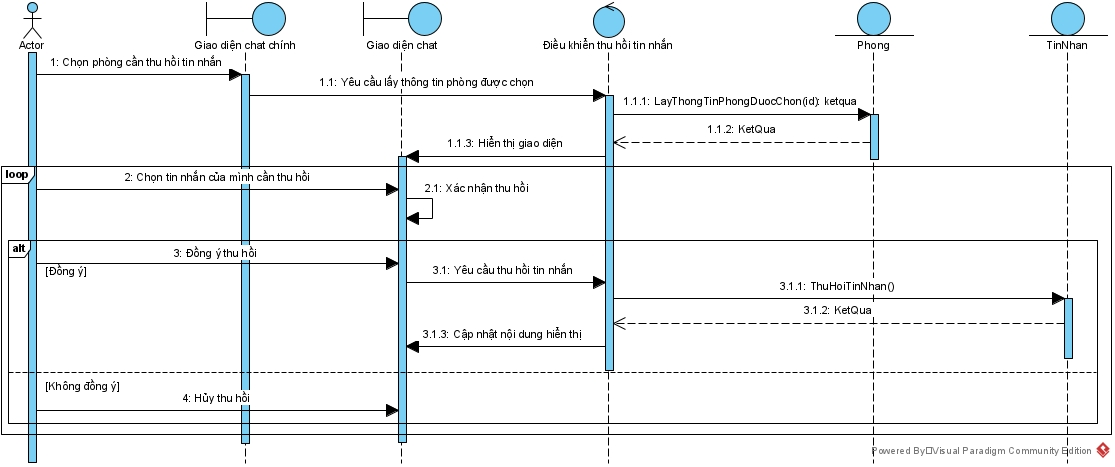 Actor
Giao diện chat chính
Giao diện chat
Điều khiển thu hồi tin nhắn
Phong
TinNhan
1: Chọn phòng cần thu hồi tin nhắn
1.1: Yêu cầu lấy thông tin phòng được chọn
1.1.1: LayThongTinPhongDuocChon(id): ketqua
1.1.2: KetQua
1.1.3: Hiển thị giao diện
loop
2: Chọn tin nhắn của mình cần thu hồi
2.1: Xác nhận thu hồi
alt
3: Đồng ý thu hồi
[Đồng ý]
3.1: Yêu cầu thu hồi tin nhắn
3.1.1: ThuHoiTinNhan()
3.1.2: KetQua
3.1.3: Cập nhật nội dung hiển thị
[Không đồng ý]
4: Hủy thu hồi
Powered By Visual Paradigm Community Edition